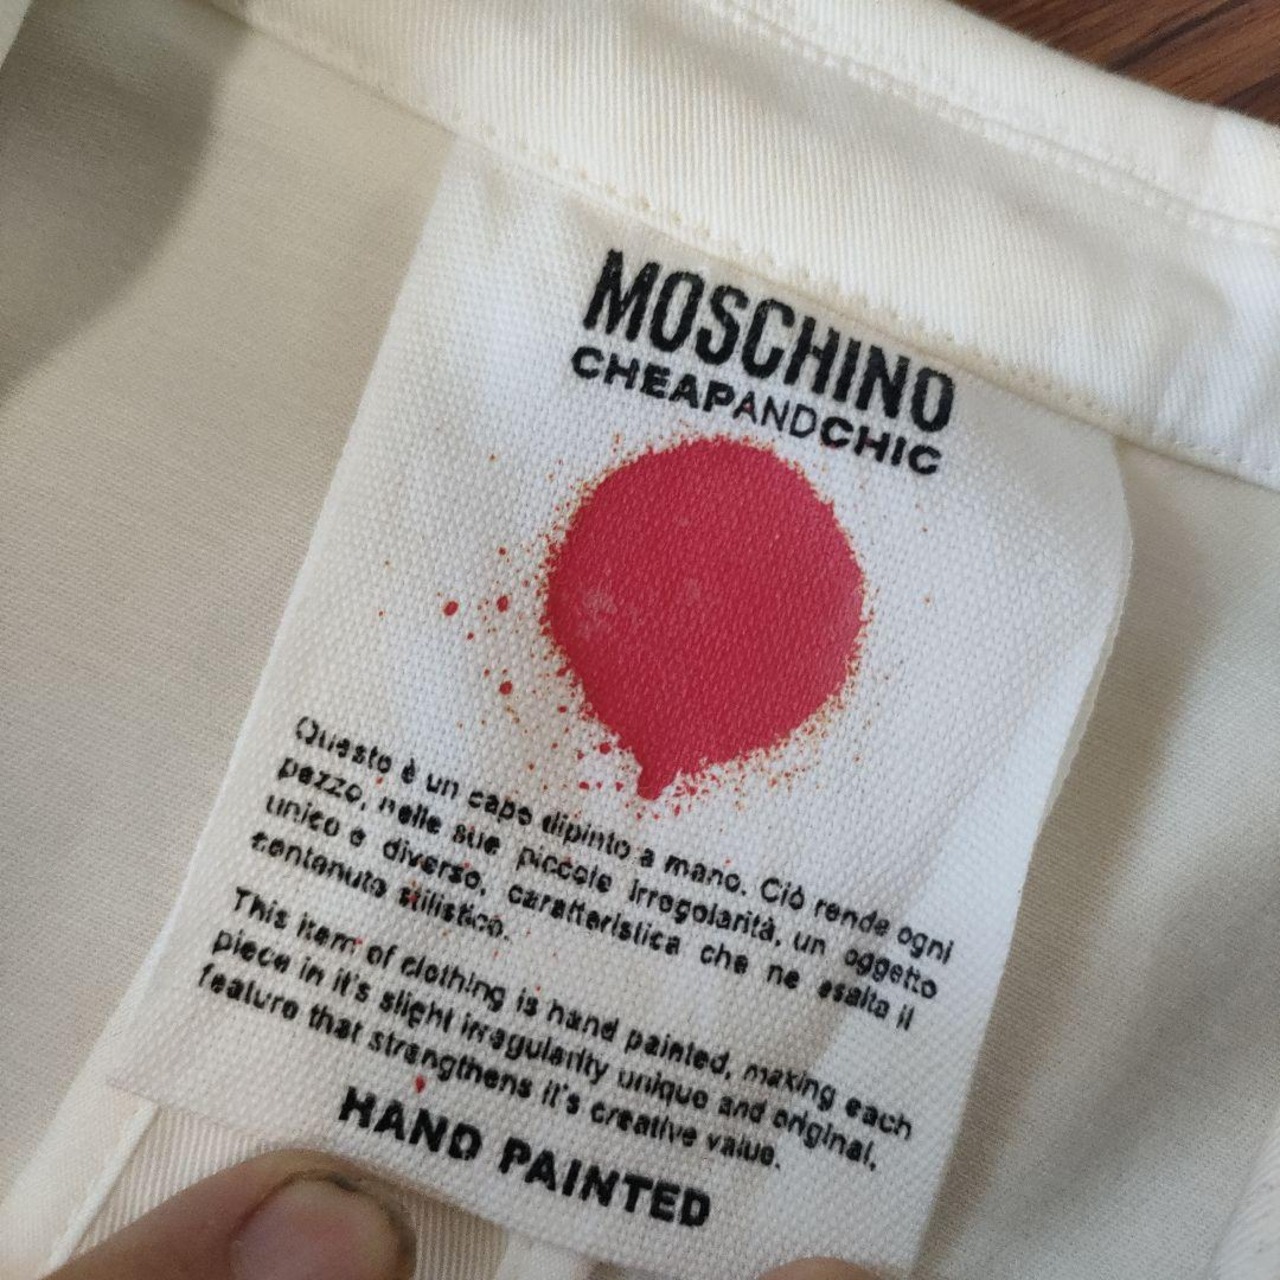 MOSCHINO
CHEAPANDCHIC
Questo è un capo dipinto a mano. Ciò rende ogni
pezzo, nelle sue piccole irregolarità, un oggetto
unico e diverso, caratteristica che ne esalta il
contenuto stilistico.
This item of clothing is hand painted, making each
piece in it's slight irregularity unique and original,
feature that strengthens it's creative value.
HAND PAINTED